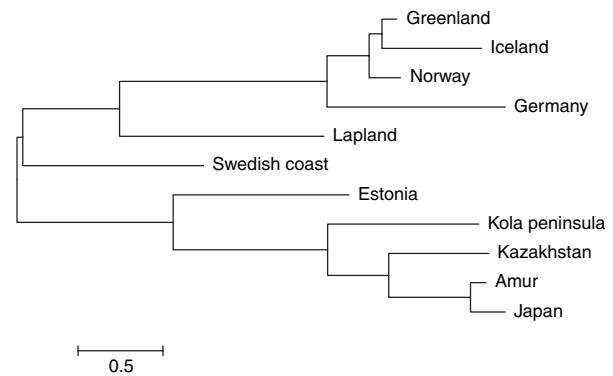 Greenland
Iceland
Norway
Germany
Lapland
Swedish coast
Estonia
Kola peninsula
Kazakhstan
Amur
Japan
0.5